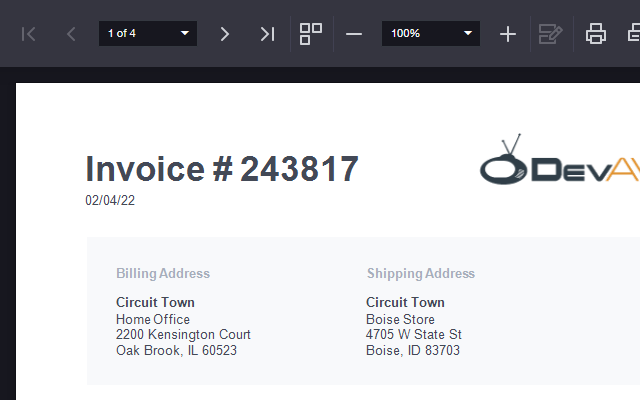 1 of 4
100%
Invoice # 243817
DevAV
02/04/22
Billing Address
Shipping Address
Circuit Town
Home Office
2200 Kensington Court
Oak Brook, IL 60523
Circuit Town
Boise Store
4705 W State St
Boise, ID 83703